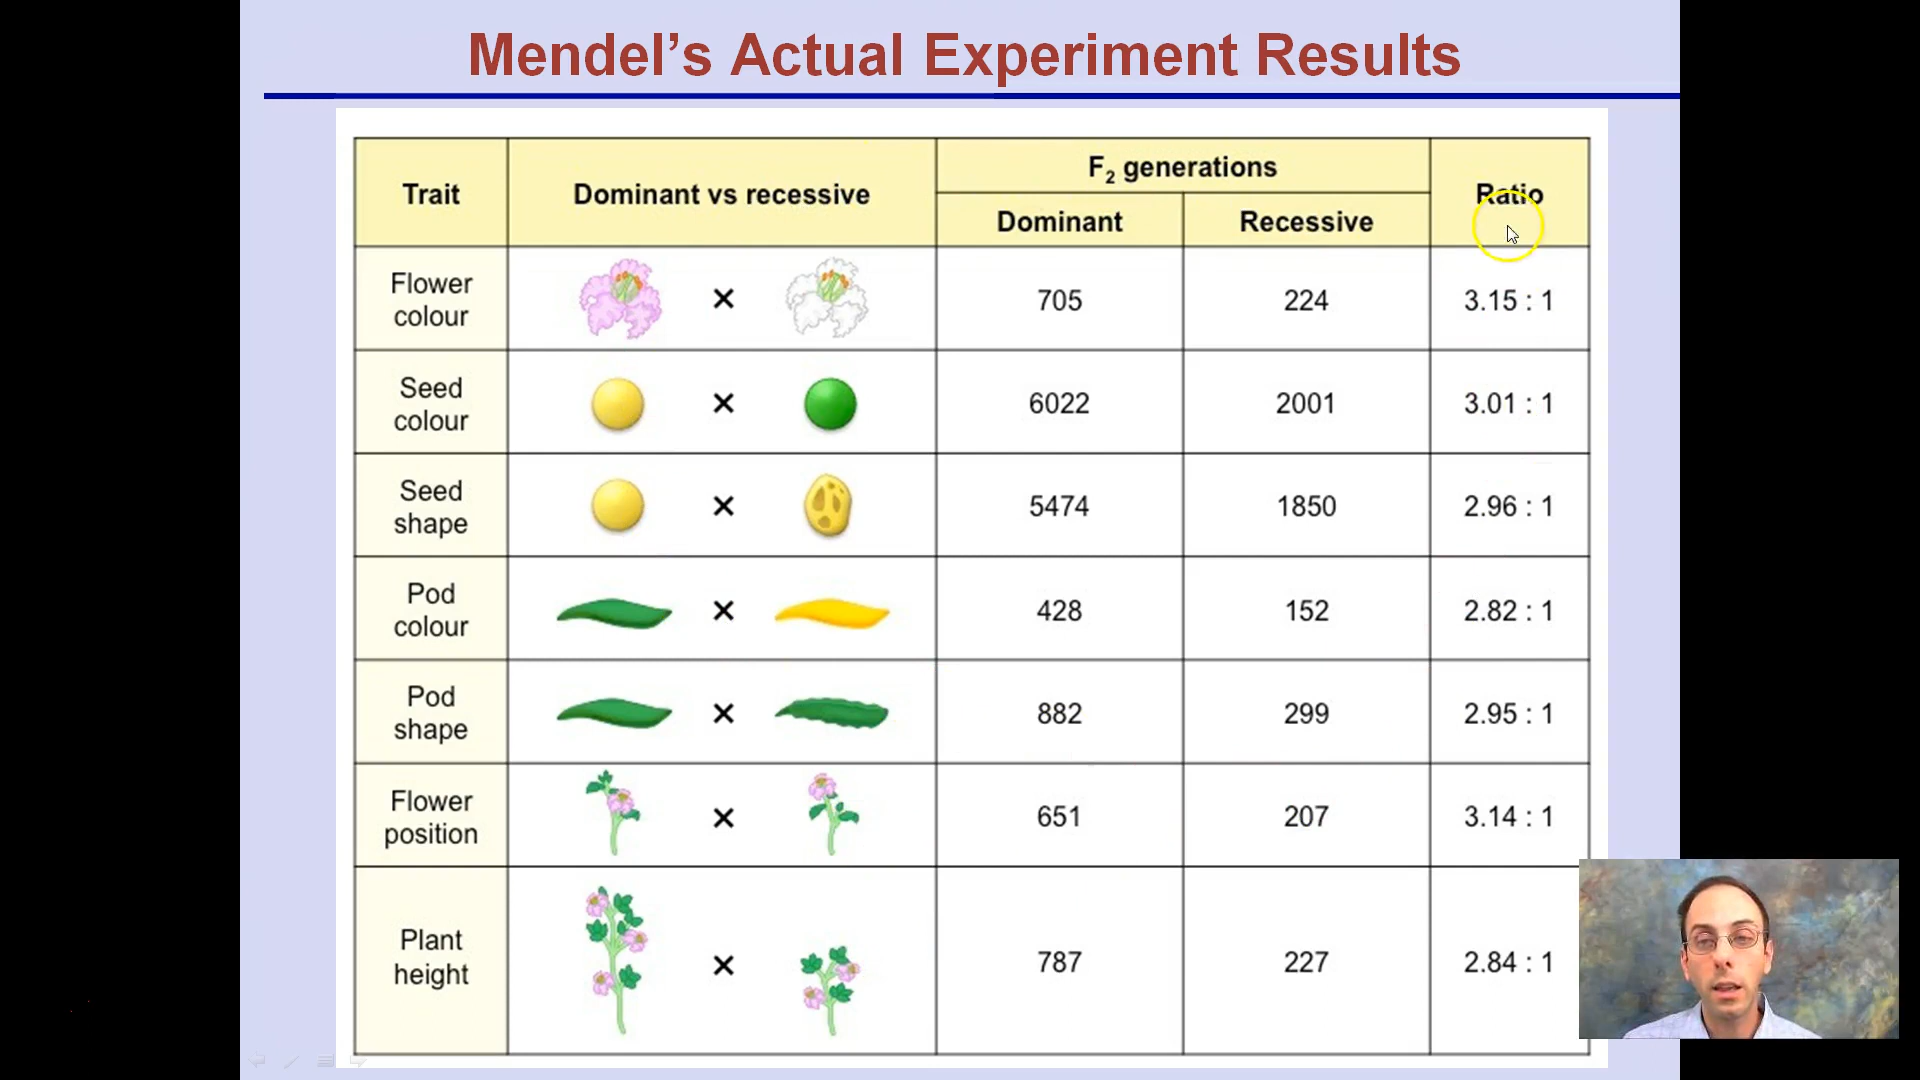 Mendel’s Actual Experiment Results
Trait
Dominant vs recessive
F₂ generations
Dominant
Recessive
Ratio
Flower
colour
×
705
224
3.15 : 1
Seed
colour
×
6022
2001
3.01 : 1
Seed
shape
×
5474
1850
2.96 : 1
Pod
colour
×
428
152
2.82 : 1
Pod
shape
×
882
299
2.95 : 1
Flower
position
×
651
207
3.14 : 1
Plant
height
×
787
227
2.84 : 1